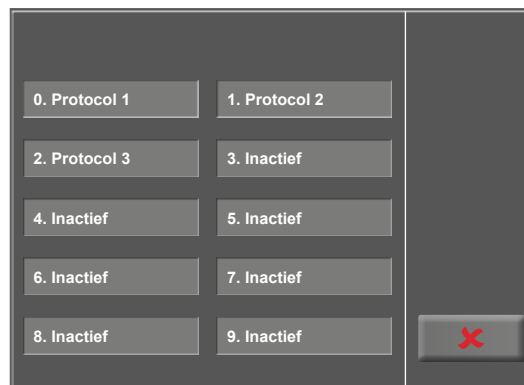 0. Protocol 1
1. Protocol 2
2. Protocol 3
3. Inactief
4. Inactief
5. Inactief
6. Inactief
7. Inactief
8. Inactief
9. Inactief